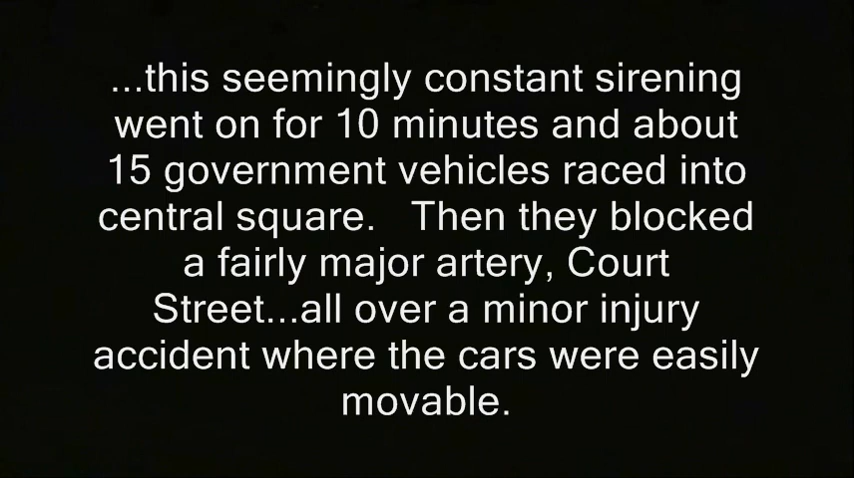 ...this seemingly constant sirening
went on for 10 minutes and about
15 government vehicles raced into
central square.   Then they blocked
a fairly major artery, Court
Street...all over a minor injury
accident where the cars were easily
movable.